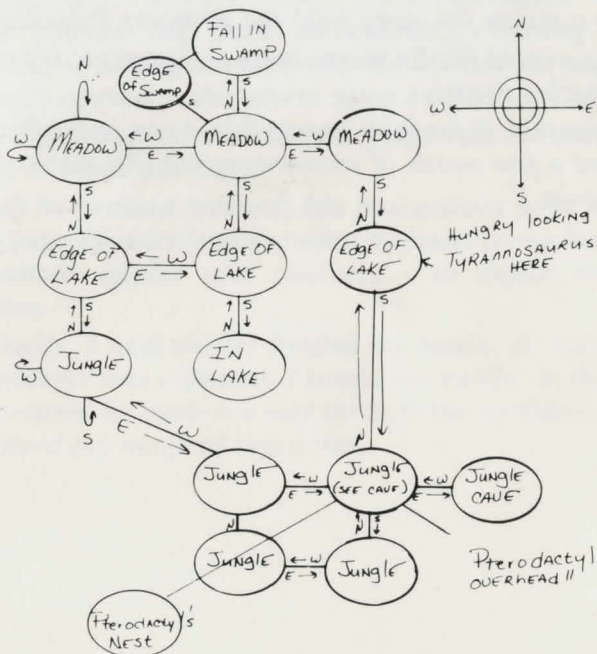 FALL IN
SWAMP
Edge
of SWAMP
N
S
N
S
N
W
E
S
W
MEADOW
W
E
MEADOW
W
E
MEADOW
S
N
S
N
S
N
Edge of
LAKE
W
E
Edge OF
LAKE
Edge OF
LAKE
HUNGRY LOOKING
TYRANNOSAURUS
HERE
S
N
S
N
S
JUNGLE
W
IN
LAKE
S
E
W
N
JUNGLE
W
E
JUNGLE
(SEE CAVE)
W
E
JUNGLE
CAVE
N
N
S
JUNGLE
W
E
JUNGLE
Pterodactyl
OVERHEAD!!
Pterodactyl's
NEST